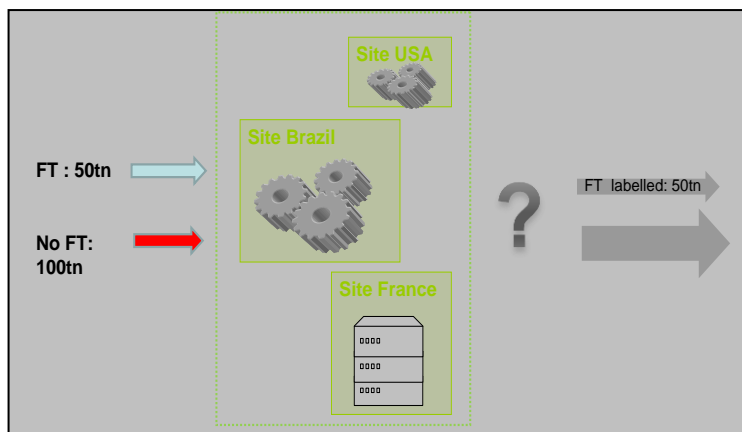 Site USA
Site Brazil
FT : 50tn
FT labelled: 50tn
?
No FT:
100tn
Site France